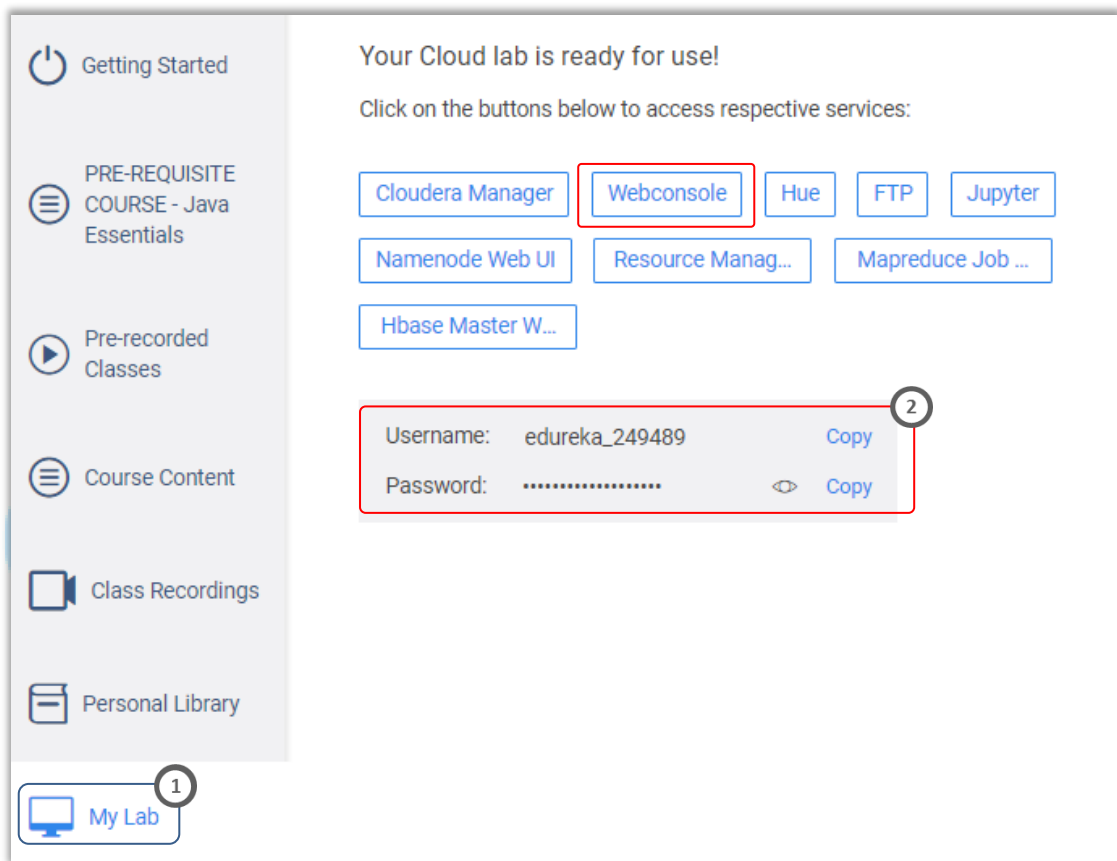 Getting Started
PRE-REQUISITE
COURSE - Java
Essentials
Pre-recorded
Classes
Course Content
Class Recordings
Personal Library
1
My Lab
Your Cloud lab is ready for use!
Click on the buttons below to access respective services:
Cloudera Manager Webconsole Hue FTP Jupyter
Namenode Web UI Resource Manag... Mapreduce Job ...
Hbase Master W...
2
Username: edureka_249489 Copy
Password: ••••••••••••••••••• Copy